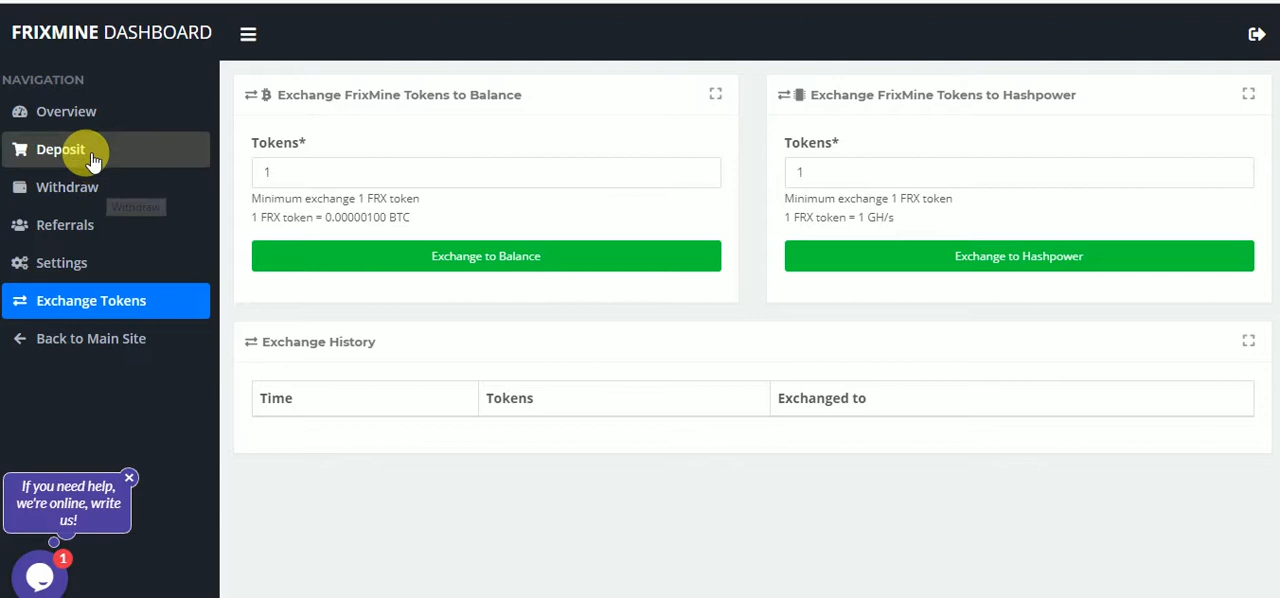 FRIXMINE DASHBOARD
NAVIGATION
Overview
Deposit
Withdraw
Withdraw
Referrals
Settings
Exchange Tokens
Back to Main Site
If you need help,
we're online, write
us!
1
Exchange FrixMine Tokens to Balance
Tokens*
1
Minimum exchange 1 FRX token
1 FRX token = 0.00000100 BTC
Exchange to Balance
Exchange FrixMine Tokens to Hashpower
Tokens*
1
Minimum exchange 1 FRX token
1 FRX token = 1 GH/s
Exchange to Hashpower
Exchange History
Time Tokens Exchanged to